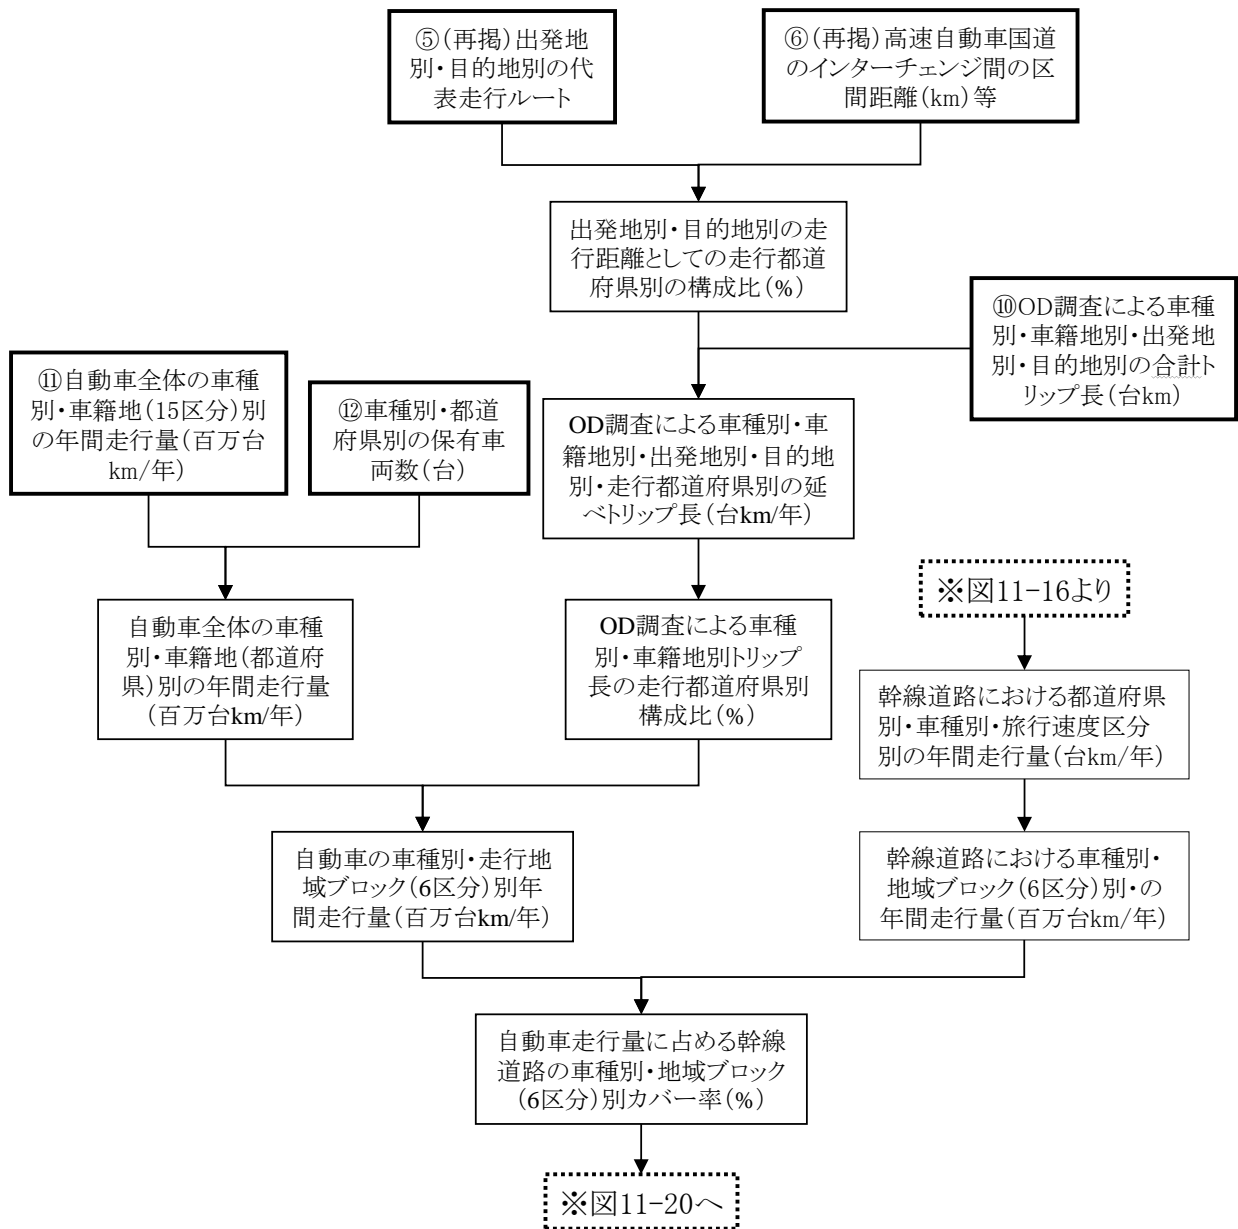 ⑤(再掲)出発地
別・目的地別の代
表走行ルート
⑥(再掲)高速自動車国道
のインターチェンジ間の区
間距離(km)等
出発地別・目的地別の走
行距離としての走行都道
府県別の構成比(%)
⑩OD調査による車種
別・車籍地別・出発地
別・目的地別の合計ト
リップ長(台km)
⑪自動車全体の車種
別・車籍地(15区分)別
の年間走行量(百万台
km/年)
⑫車種別・都道
府県別の保有車
両数(台)
OD調査による車種別・車
籍地別・出発地別・目的地
別・走行都道府県別の延
べトリップ長(台km/年)
※図11-16より
自動車全体の車種
別・車籍地(都道府
県)別の年間走行量
(百万台km/年)
OD調査による車種
別・車籍地別トリップ
長の走行都道府県別
構成比(%)
幹線道路における都道府県
別・車種別・旅行速度区分
別の年間走行量(台km/年)
自動車の車種別・走行地
域ブロック(6区分)別年
間走行量(百万台km/年)
幹線道路における車種別・
地域ブロック(6区分)別・の
年間走行量(百万台km/年)
自動車走行量に占める幹線
道路の車種別・地域ブロック
(6区分)別カバー率(%)
※図11-20へ